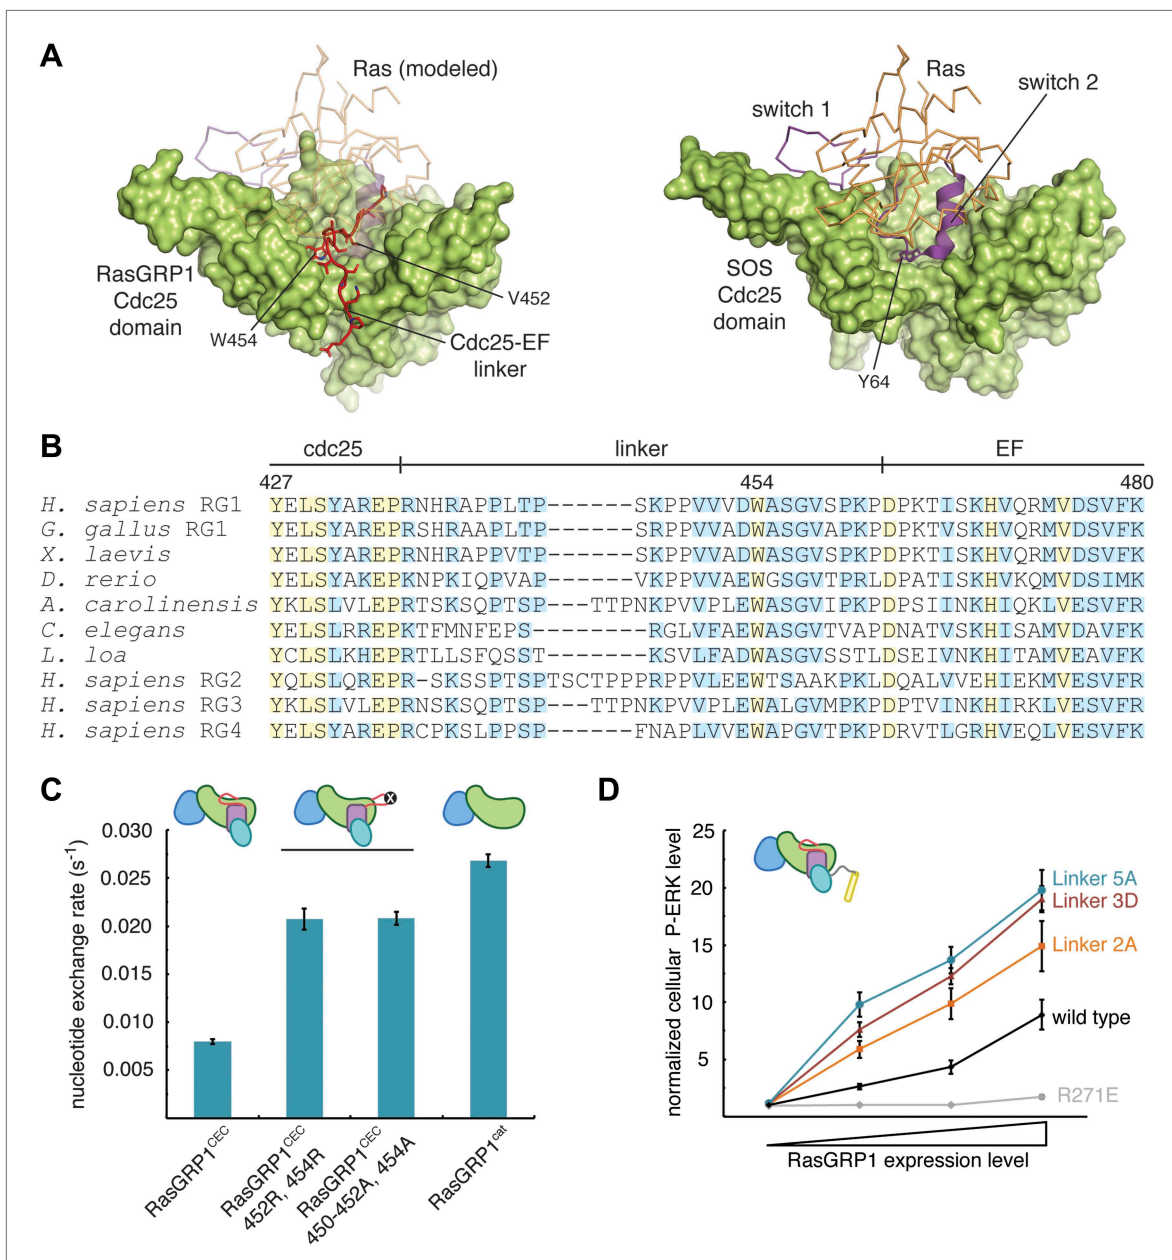 A
Ras (modeled)
RasGRP1
Cdc25
domain
W454
V452
Cdc25-EF
linker
Ras
switch 1
switch 2
SOS
Cdc25
domain
Y64
B
cdc25 linker EF
427 454 480
H. sapiens RG1 YELSYAREPRNHRAPPLTP------SKPPVVVDWASGVSPKPDPKTISKHVQRMVDSVFK
G. gallus RG1 YELSYAREPRSHRAAPLTP------SRPPVVADWASGVAPKPDPKTISKHVQRMVDSVFK
X. laevis YELSYAREPRNHRAPPVTP------SKPPVVADWASGVSPKPDPKTISKHVQRMVDSVFK
D. rerio YELSYAKEPKNPKIQPVAP------VKPPVVAEWGSGVTPRLDPATISKHVKQMVDSIMK
A. carolinensis YKLSLVLEPRTSKSQPTSP---TTPNKPVVPLEWASGVIPKPDPSIINKHIQKLVESVFR
C. elegans YELSLRREPKTFMNFEPS--------RGLVFAEWASGVTVAPDNATVSKHISAMVDAVFK
L. loa YCLSLKHEPRTLLSFQSST-------KSVLFADWASGVSSTLDSEIVNKHITAMVEAVFK
H. sapiens RG2 YQLSLQREPR-SKSSPTSPTSCTPPPRPPVLEEWTSAAKPKLDQALVVEHIEKMVESVFR
H. sapiens RG3 YKLSLVLEPRNSKSQPTSP---TTPNKPVVPLEWALGVMPKPDPTVINKHIRKLVESVFR
H. sapiens RG4 YELSYAREPRCPKSLPPSP------FNAPLVVEWAPGVTPKPDRVTLGRHVEQLVESVFK
C
X
nucleotide exchange rate (s⁻¹)
0.030
0.025
0.020
0.015
0.010
0.005
RasGRP1ᶜᴱᶜ
RasGRP1ᶜᴱᶜ
452R, 454R
RasGRP1ᶜᴱᶜ
450-452A, 454A
RasGRP1ᶜᵃᵗ
D
normalized cellular P-ERK level
25
20
15
10
5
Linker 5A
Linker 3D
Linker 2A
wild type
R271E
RasGRP1 expression level